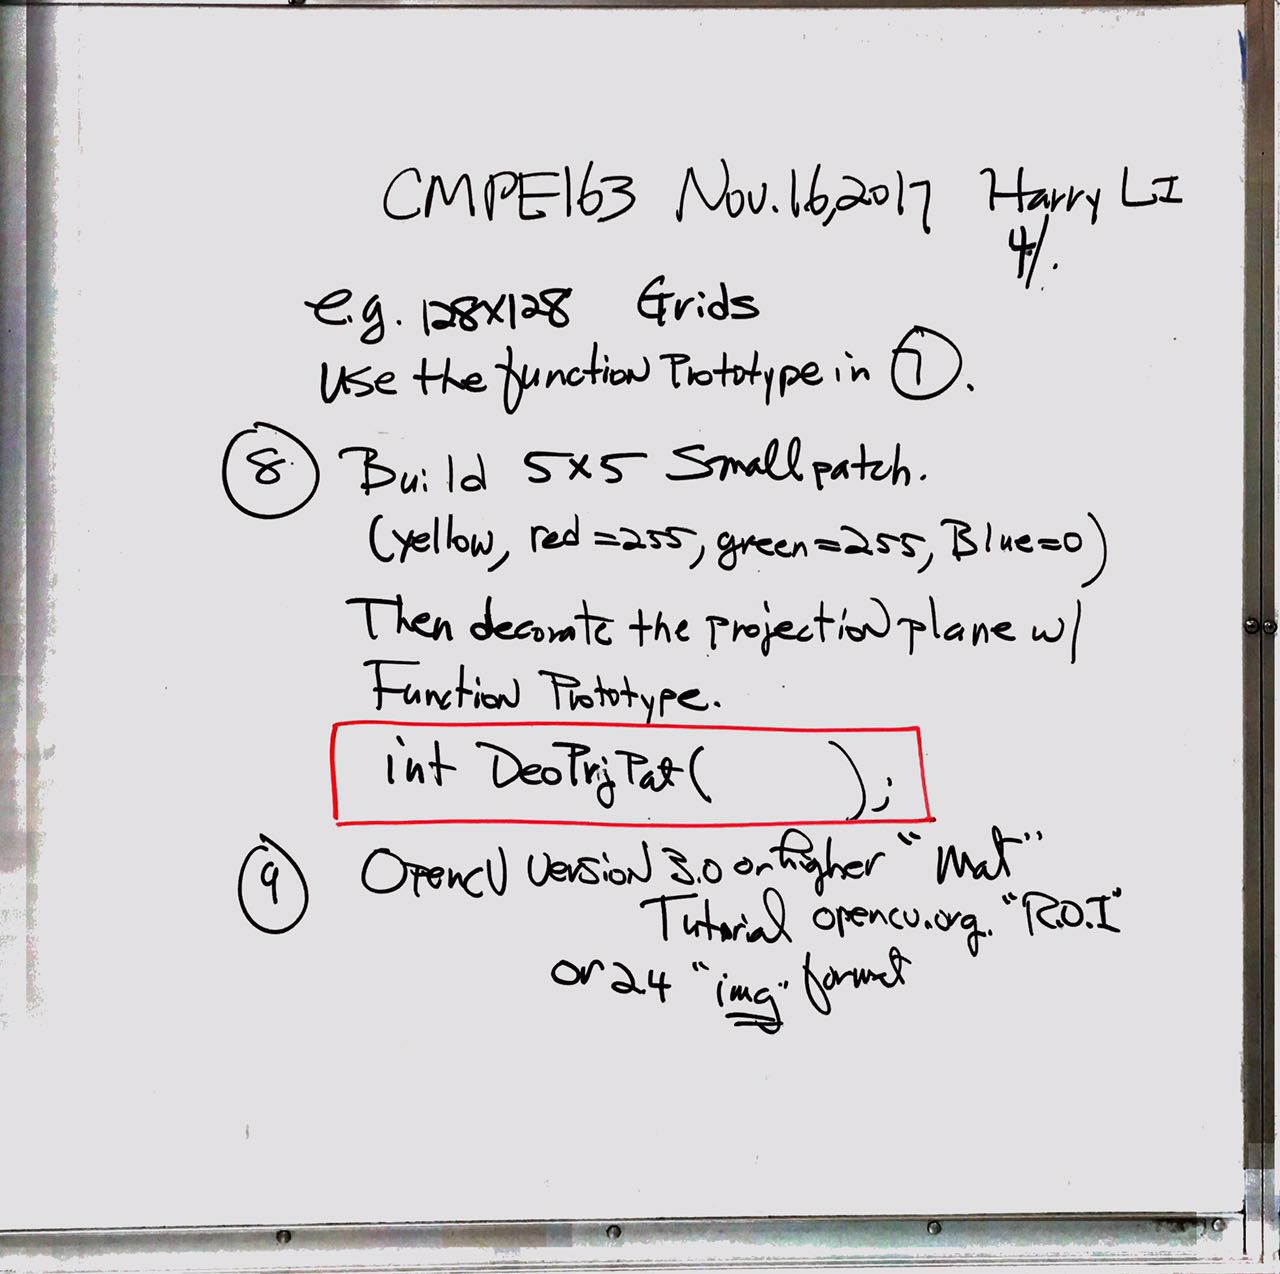 CMPE163 Nov.16,2017 Harry LI
4/.
e.g. 128x128 Grids
Use the function Prototype in ⑦.
⑧ Build 5x5 Small patch.
(yellow, red=255, green=255, Blue=0)
Then decorate the projection plane w/
Function Prototype.
int DeoPrjPat( );
⑨ OpenCV Version 3.0 or higher "Mat"
Tutorial opencv.org. "R.O.I"
or 2.4 "img" format